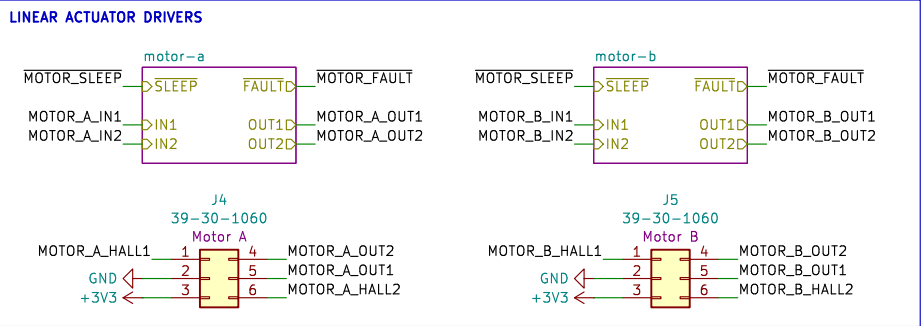 LINEAR ACTUATOR DRIVERS
motor-a
MOTOR_SLEEP
SLEEP
FAULT
MOTOR_FAULT
MOTOR_A_IN1
IN1
OUT1
MOTOR_A_OUT1
MOTOR_A_IN2
IN2
OUT2
MOTOR_A_OUT2
motor-b
MOTOR_SLEEP
SLEEP
FAULT
MOTOR_FAULT
MOTOR_B_IN1
IN1
OUT1
MOTOR_B_OUT1
MOTOR_B_IN2
IN2
OUT2
MOTOR_B_OUT2
J4
39-30-1060
Motor A
MOTOR_A_HALL1 1 4 MOTOR_A_OUT2
GND 2 5 MOTOR_A_OUT1
+3V3 3 6 MOTOR_A_HALL2
J5
39-30-1060
Motor B
MOTOR_B_HALL1 1 4 MOTOR_B_OUT2
GND 2 5 MOTOR_B_OUT1
+3V3 3 6 MOTOR_B_HALL2